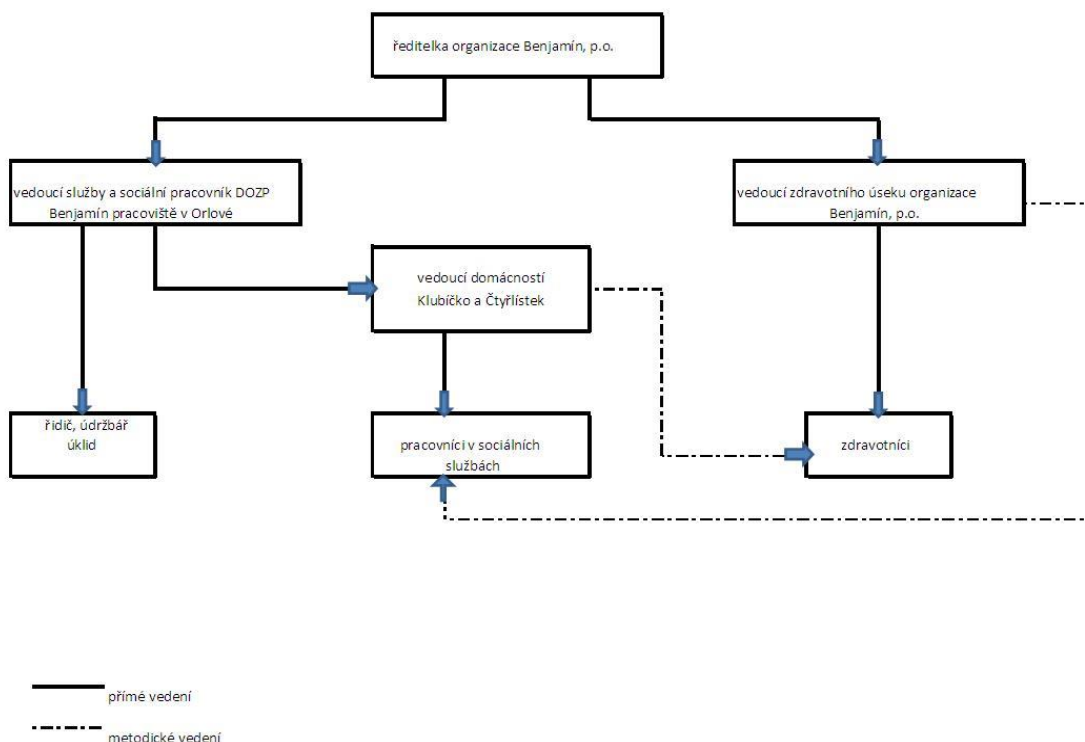 ředitelka organizace Benjamín, p.o.
vedoucí služby a sociální pracovník DOZP
Benjamín pracoviště v Orlové
vedoucí zdravotního úseku organizace
Benjamín, p.o.
vedoucí domácností
Klubíčko a Čtyřlístek
řidič, údržbář
úklid
pracovníci v sociálních
službách
zdravotníci
přímé vedení
metodické vedení